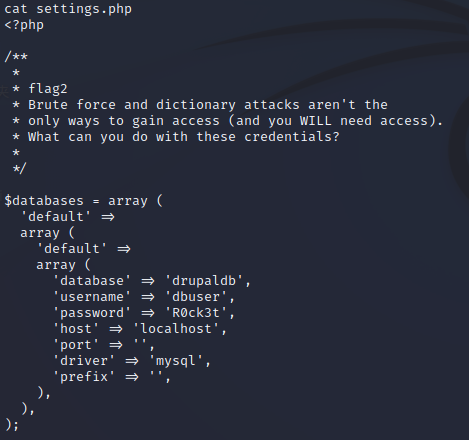 cat settings.php
<?php
/**
 *
 * flag2
 * Brute force and dictionary attacks aren't the
 * only ways to gain access (and you WILL need access).
 * What can you do with these credentials?
 *
 */
$databases = array (
  'default' =>
  array (
    'default' =>
    array (
      'database' => 'drupaldb',
      'username' => 'dbuser',
      'password' => 'R0ck3t',
      'host' => 'localhost',
      'port' => '',
      'driver' => 'mysql',
      'prefix' => '',
    ),
  ),
);